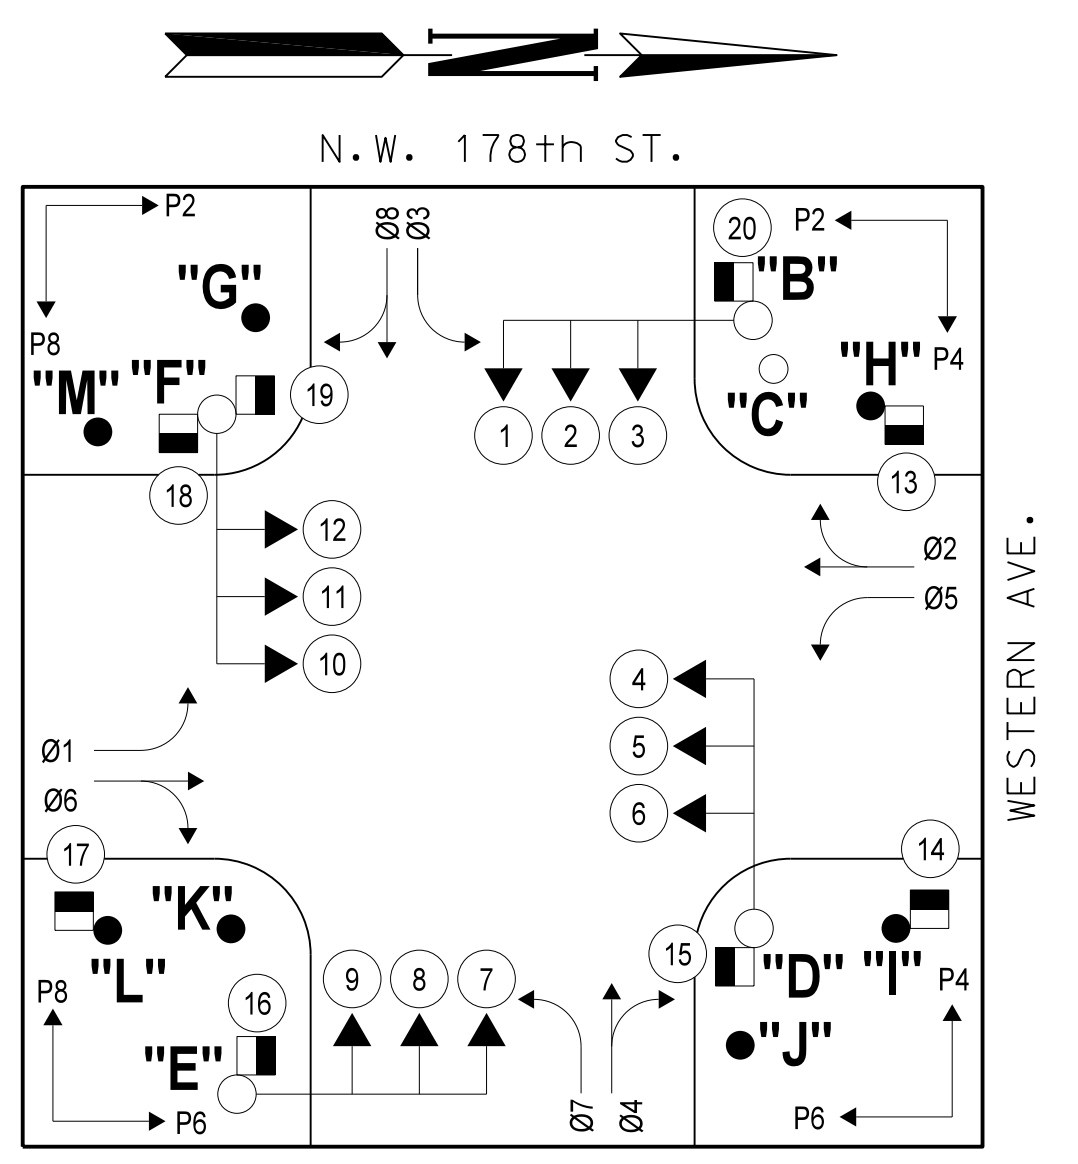 N
N.W. 178th ST.
P2
Ø8
Ø3
20
P2
"G"
"B"
P8
"M"
"F"
19
"C"
"H"
P4
1
2
3
18
13
12
Ø2
11
Ø5
10
4
WESTERN AVE.
Ø1
5
Ø6
6
17
14
"K"
15
"L"
9
8
7
"D"
"I"
P8
16
P4
"E"
"J"
P6
Ø7
Ø4
P6